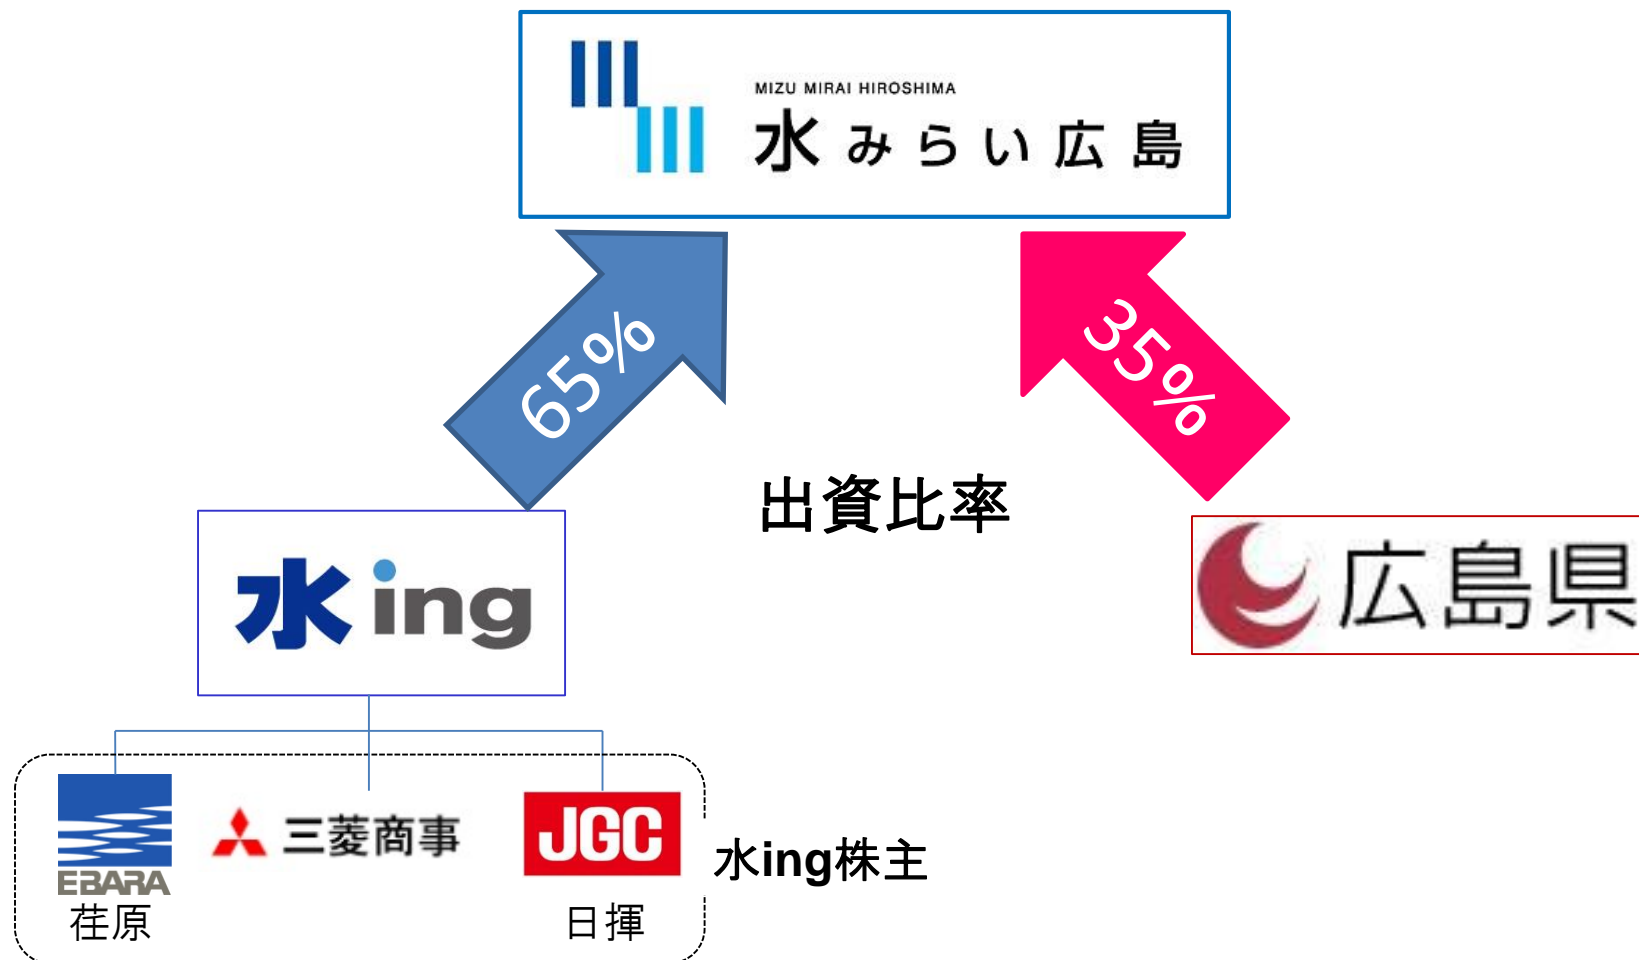 MIZU MIRAI HIROSHIMA
水みらい広島
65%
35%
出資比率
水ing
広島県
EBARA
荏原
三菱商事
JGC
日揮
水ing株主